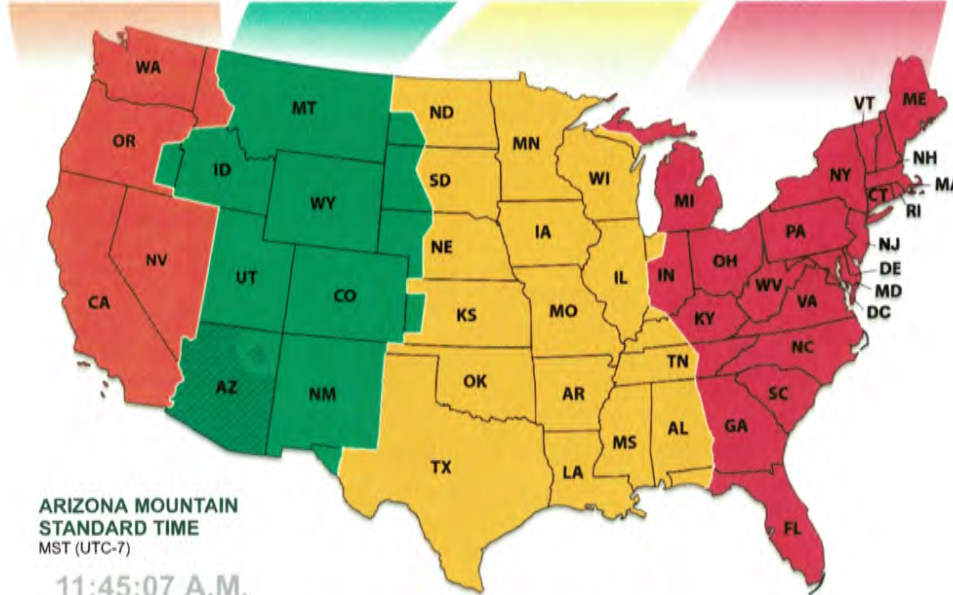 WA
MT
ND
VT
ME
OR
MN
NH
ID
SD
WI
NY
MA
WY
MI
CT
RI
IA
PA
NE
NJ
NV
UT
IL
IN
OH
DE
CA
CO
WV
MD
KS
MO
VA
DC
KY
NC
TN
OK
AZ
NM
AR
SC
MS
AL
GA
TX
LA
FL
ARIZONA MOUNTAIN
STANDARD TIME
MST (UTC-7)
11:45:07 A.M.